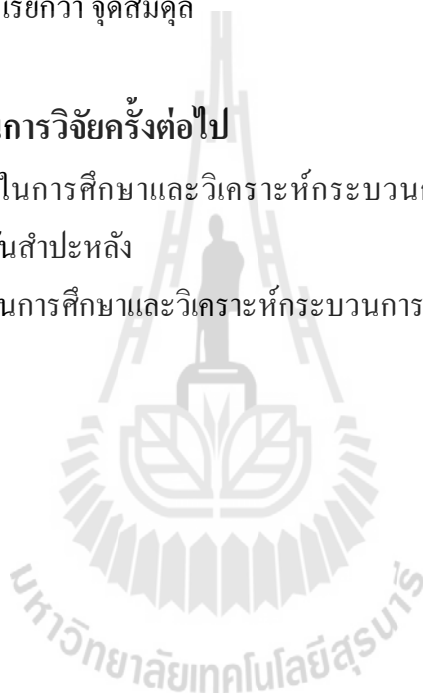 เรียกว่า จุดสมดุล
นการวิจัยครั้งต่อไป
ในการศึกษาและวิเคราะห์กระบวนก
ันสำปะหลัง
นการศึกษาและวิเคราะห์กระบวนการ
มหาวิทยาลัยเทคโนโลยีสุรนารี